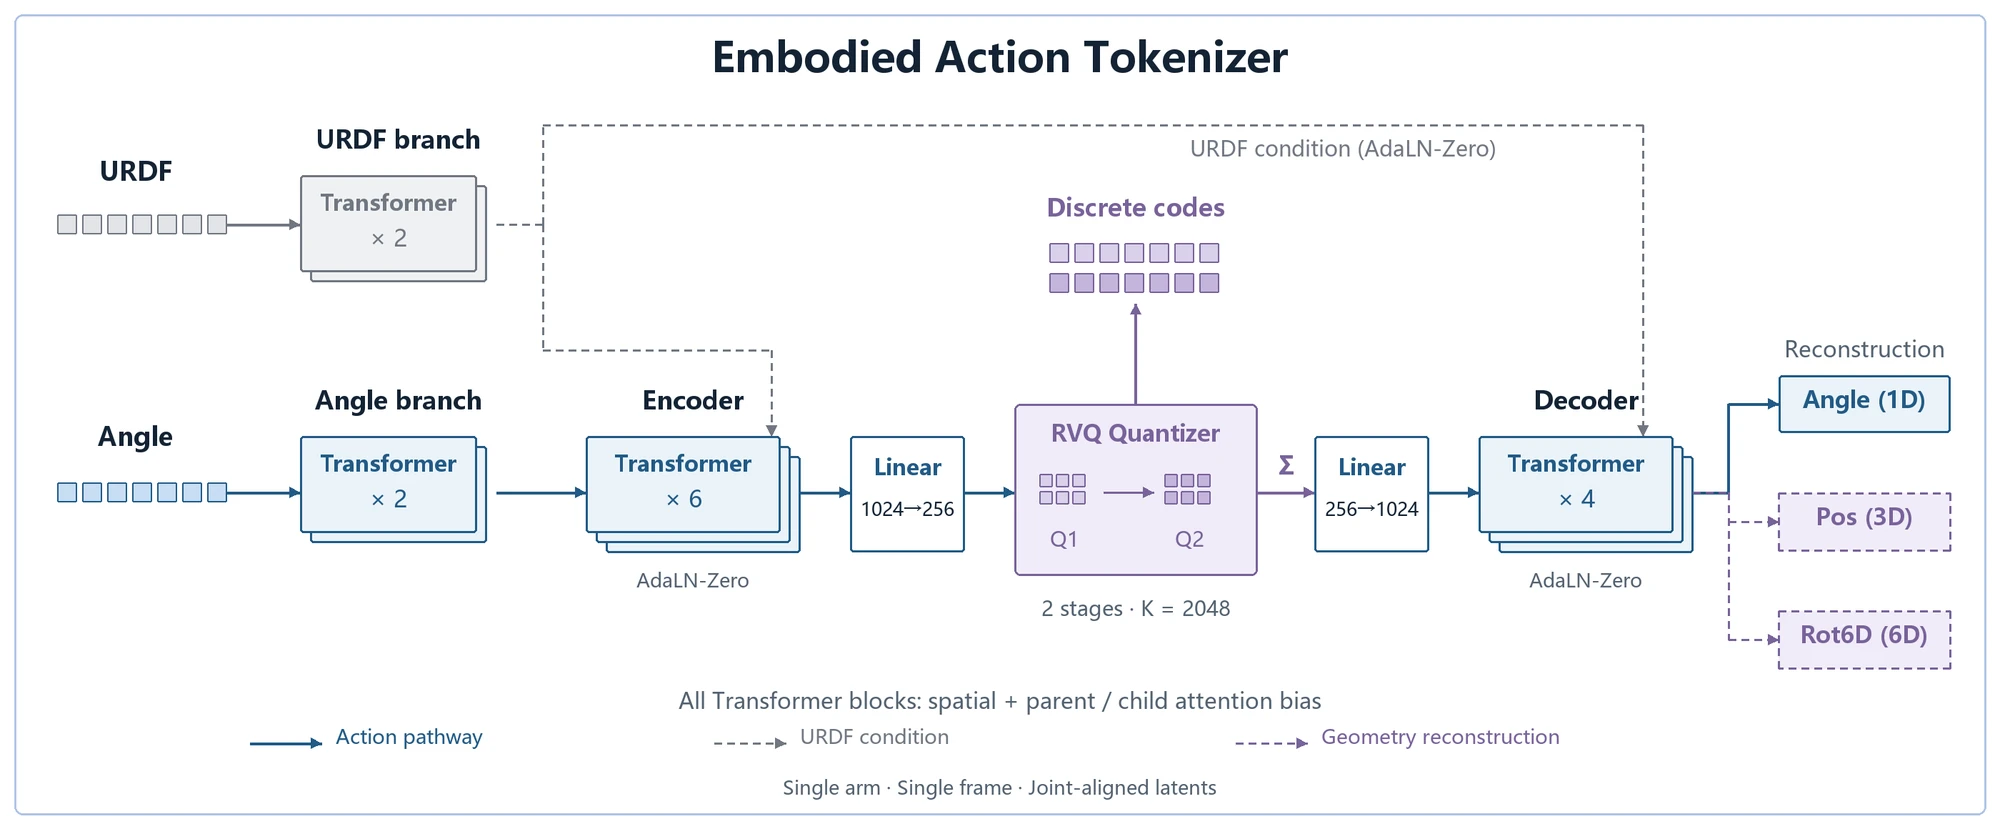 Embodied Action Tokenizer
URDF branch
URDF
Transformer
× 2
URDF condition (AdaLN-Zero)
Discrete codes
Angle branch
Angle
Transformer
× 2
Encoder
Transformer
× 6
AdaLN-Zero
Linear
1024→256
RVQ Quantizer
Q1
Q2
2 stages · K = 2048
Σ
Linear
256→1024
Decoder
Transformer
× 4
AdaLN-Zero
Reconstruction
Angle (1D)
Pos (3D)
Rot6D (6D)
All Transformer blocks: spatial + parent / child attention bias
Action pathway
URDF condition
Geometry reconstruction
Single arm · Single frame · Joint-aligned latents